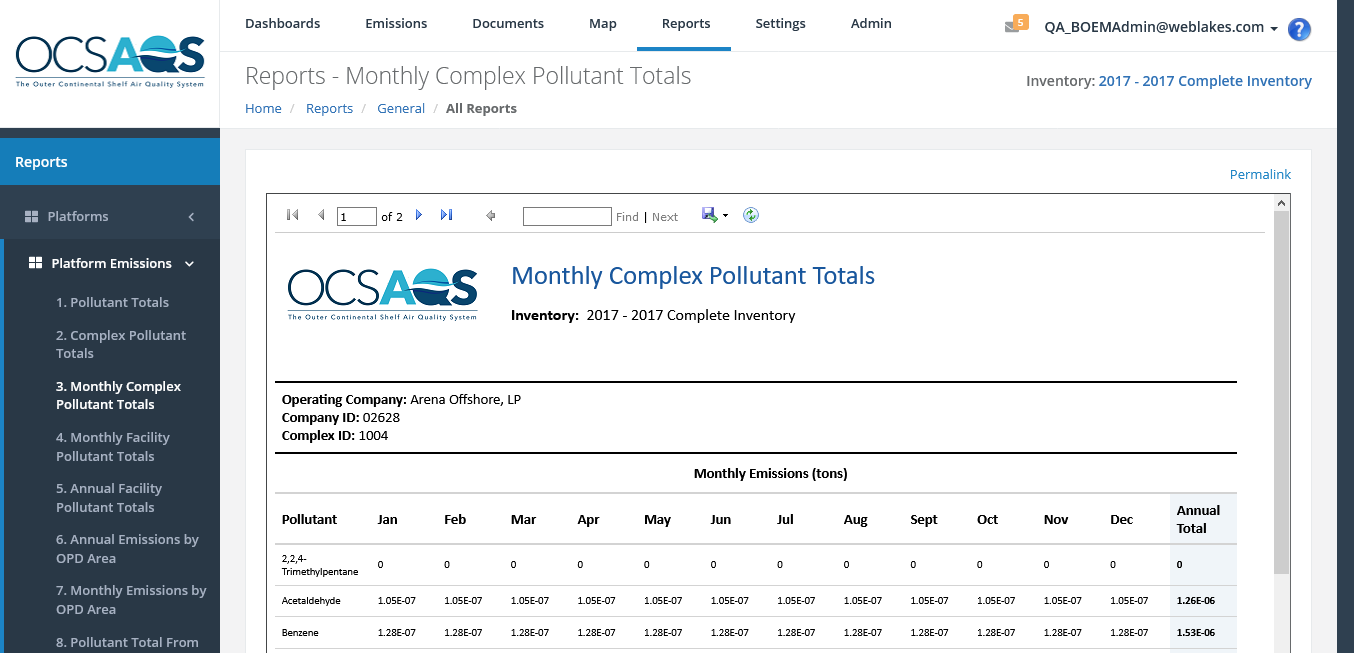 OCSAQS
The Outer Continental Shelf Air Quality System
Dashboards Emissions Documents Map Reports Settings Admin
5 QA_BOEMAdmin@weblakes.com ?
Reports - Monthly Complex Pollutant Totals
Inventory: 2017 - 2017 Complete Inventory
Home / Reports / General / All Reports
Reports
Platforms
Platform Emissions
1. Pollutant Totals
2. Complex Pollutant
Totals
3. Monthly Complex
Pollutant Totals
4. Monthly Facility
Pollutant Totals
5. Annual Facility
Pollutant Totals
6. Annual Emissions by
OPD Area
7. Monthly Emissions by
OPD Area
8. Pollutant Total From
Permalink
1 of 2 Find | Next
OCSAQS
The Outer Continental Shelf Air Quality System
Monthly Complex Pollutant Totals
Inventory: 2017 - 2017 Complete Inventory
Operating Company: Arena Offshore, LP
Company ID: 02628
Complex ID: 1004
Monthly Emissions (tons)
Pollutant Jan Feb Mar Apr May Jun Jul Aug Sept Oct Nov Dec Annual
Total
2,2,4-
Trimethylpentane 0 0 0 0 0 0 0 0 0 0 0 0 0
Acetaldehyde 1.05E-07 1.05E-07 1.05E-07 1.05E-07 1.05E-07 1.05E-07 1.05E-07 1.05E-07 1.05E-07 1.05E-07 1.05E-07 1.05E-07 1.26E-06
Benzene 1.28E-07 1.28E-07 1.28E-07 1.28E-07 1.28E-07 1.28E-07 1.28E-07 1.28E-07 1.28E-07 1.28E-07 1.28E-07 1.28E-07 1.53E-06